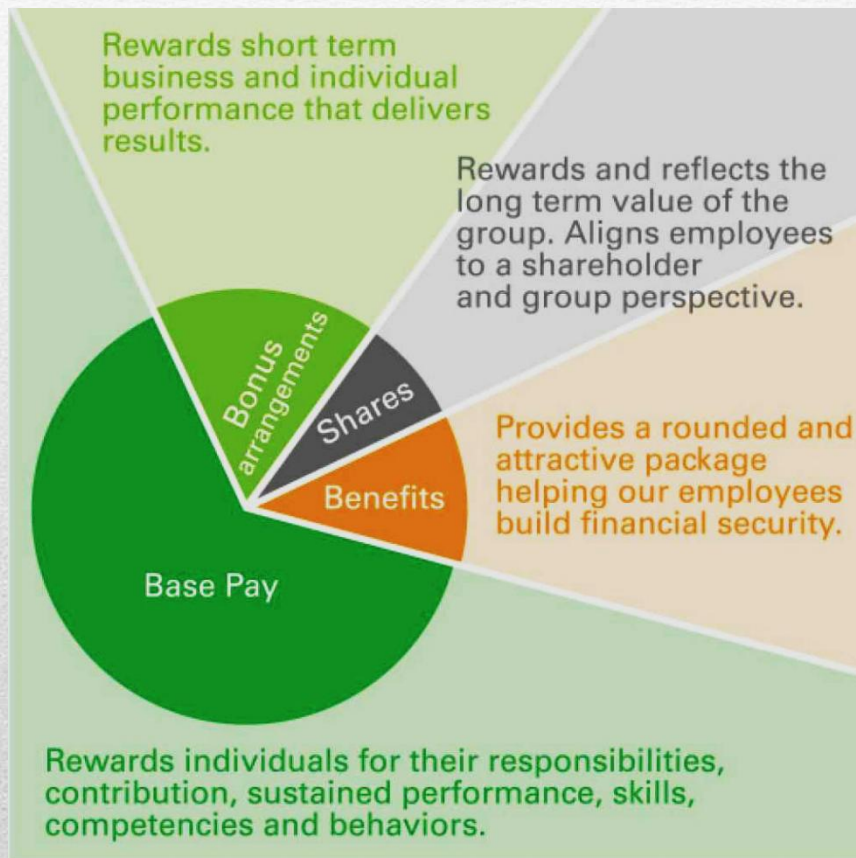 Rewards short term
business and individual
performance that delivers
results.
Rewards and reflects the
long term value of the
group. Aligns employees
to a shareholder
and group perspective.
Bonus
arrangements
Shares
Benefits
Provides a rounded and
attractive package
helping our employees
build financial security.
Base Pay
Rewards individuals for their responsibilities,
contribution, sustained performance, skills,
competencies and behaviors.